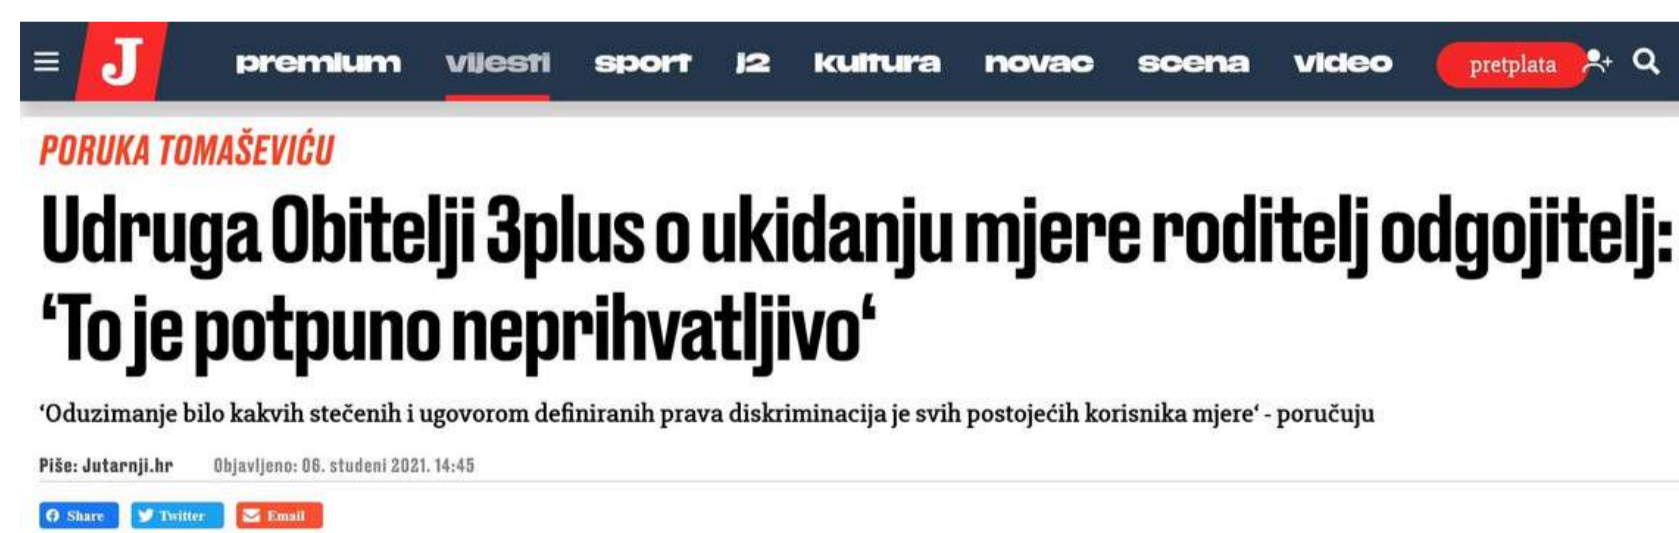 J premium vijesti sport J2 kultura novac scena video pretplata
PORUKA TOMAŠEVIĆU
Udruga Obitelji 3plus o ukidanju mjere roditelj odgojitelj:
‘To je potpuno neprihvatljivo‘
‘Oduzimanje bilo kakvih stečenih i ugovorom definiranih prava diskriminacija je svih postojećih korisnika mjere‘ - poručuju
Piše: Jutarnji.hr Objavljeno: 06. studeni 2021. 14:45
Share Twitter Email